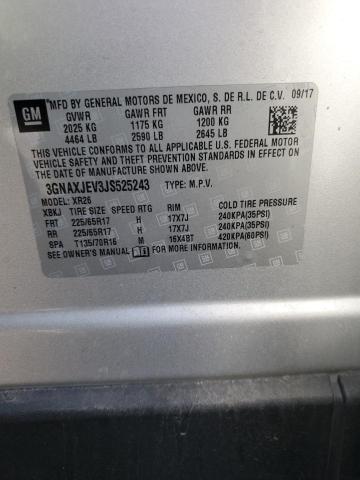 GM
MFD BY GENERAL MOTORS DE MEXICO, S. DE R.L. DE C.V. 09/17
GVWR GAWR FRT GAWR RR
2025 KG 1175 KG 1200 KG
4464 LB 2590 LB 2645 LB
THIS VEHICLE CONFORMS TO ALL APPLICABLE U.S. FEDERAL MOTOR
VEHICLE SAFETY AND THEFT PREVENTION STANDARDS IN EFFECT ON
THE DATE OF MANUFACTURE SHOWN ABOVE.
3GNAXJEV3JS525243 TYPE: M.P.V.
MODEL: XR26
XBKJ TIRE SIZE SPEED RTG RIM COLD TIRE PRESSURE
FRT 225/65R17 H 17X7J 240KPA(35PSI)
RR 225/65R17 H 17X7J 240KPA(35PSI)
SPA T135/70R16 M 16X4BT 420KPA(60PSI)
SEE OWNER'S MANUAL FOR MORE INFORMATION.